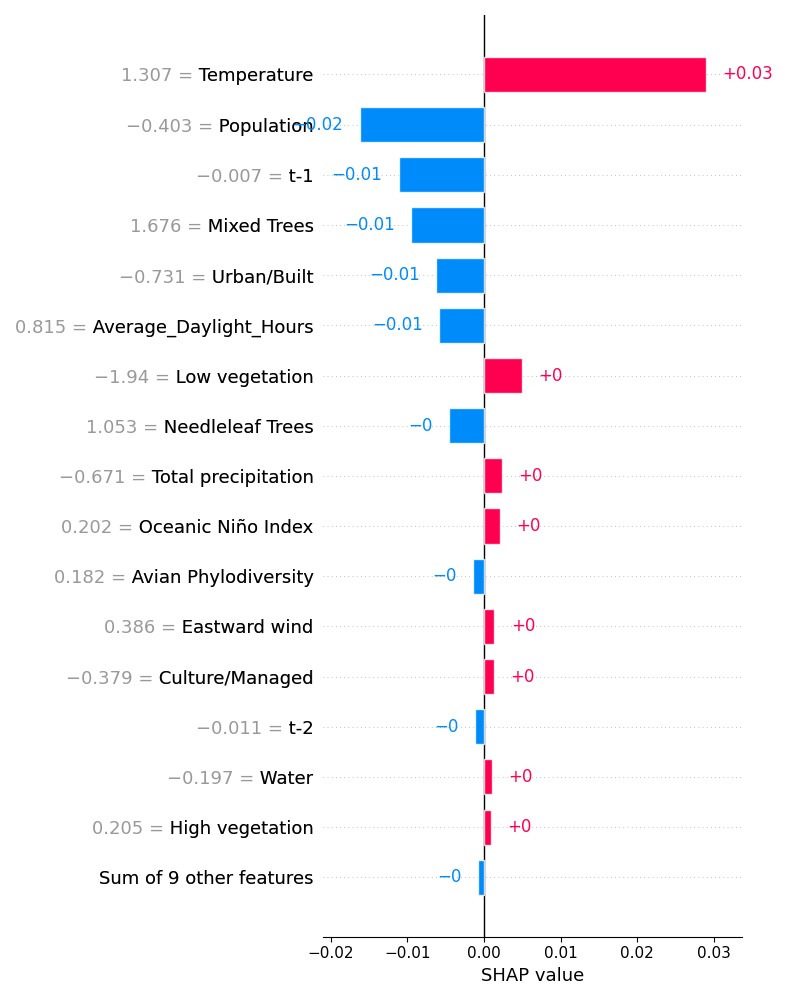 1.307 = Temperature +0.03
−0.403 = Population −0.02
−0.007 = t-1 −0.01
1.676 = Mixed Trees −0.01
−0.731 = Urban/Built −0.01
0.815 = Average_Daylight_Hours −0.01
−1.94 = Low vegetation +0
1.053 = Needleleaf Trees −0
−0.671 = Total precipitation +0
0.202 = Oceanic Niño Index +0
0.182 = Avian Phylodiversity −0
0.386 = Eastward wind +0
−0.379 = Culture/Managed +0
−0.011 = t-2 −0
−0.197 = Water +0
0.205 = High vegetation +0
Sum of 9 other features −0
−0.02 −0.01 0.00 0.01 0.02 0.03
SHAP value